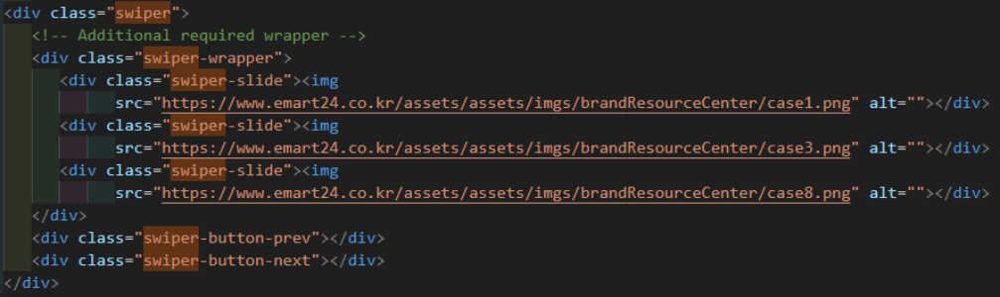 <div class="swiper">
<!-- Additional required wrapper -->
<div class="swiper-wrapper">
<div class="swiper-slide"><img
src="https://www.emart24.co.kr/assets/assets/imgs/brandResourceCenter/case1.png" alt=""></div>
<div class="swiper-slide"><img
src="https://www.emart24.co.kr/assets/assets/imgs/brandResourceCenter/case3.png" alt=""></div>
<div class="swiper-slide"><img
src="https://www.emart24.co.kr/assets/assets/imgs/brandResourceCenter/case8.png" alt=""></div>
</div>
<div class="swiper-button-prev"></div>
<div class="swiper-button-next"></div>
</div>